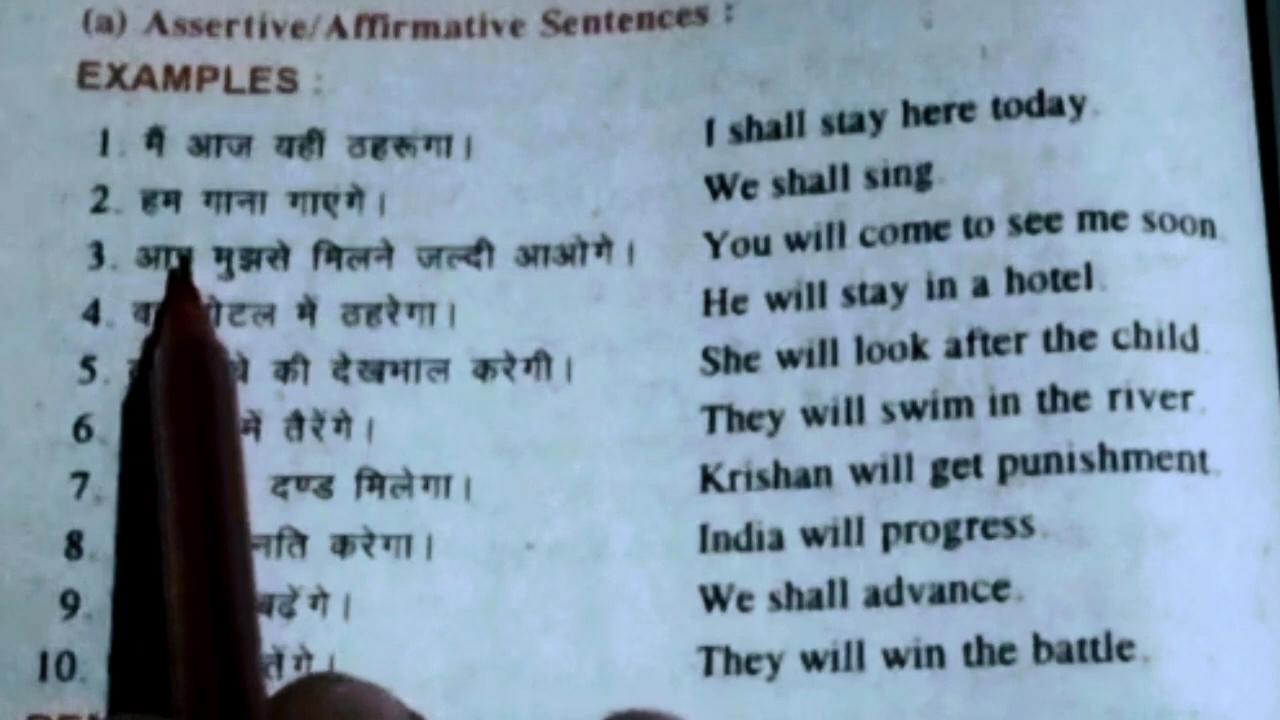 (a) Assertive/Affirmative Sentences :
EXAMPLES :
1. मैं आज यहीं ठहरूंगा। I shall stay here today.
2. हम गाना गाएंगे। We shall sing.
3. आप मुझसे मिलने जल्दी आओगे। You will come to see me soon.
4. में ठहरेगा। He will stay in a hotel.
5. की देखभाल करेगी। She will look after the child.
6. में तैरेंगे। They will swim in the river.
7. दण्ड मिलेगा। Krishan will get punishment.
8. करेगा। India will progress.
9. We shall advance.
10. They will win the battle.